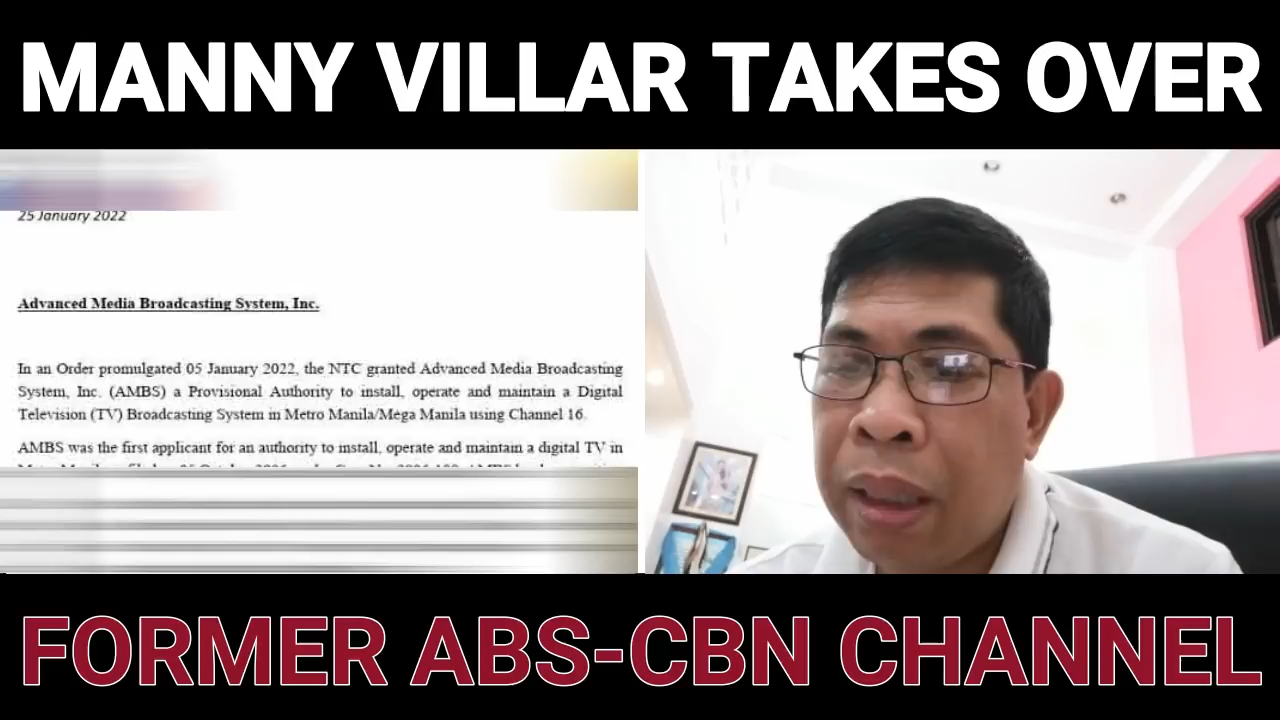 MANNY VILLAR TAKES OVER
25 January 2022
Advanced Media Broadcasting System, Inc.
In an Order promulgated 05 January 2022, the NTC granted Advanced Media Broadcasting
System, Inc. (AMBS) a Provisional Authority to install, operate and maintain a Digital
Television (TV) Broadcasting System in Metro Manila/Mega Manila using Channel 16.
AMBS was the first applicant for an authority to install, operate and maintain a digital TV in
FORMER ABS-CBN CHANNEL